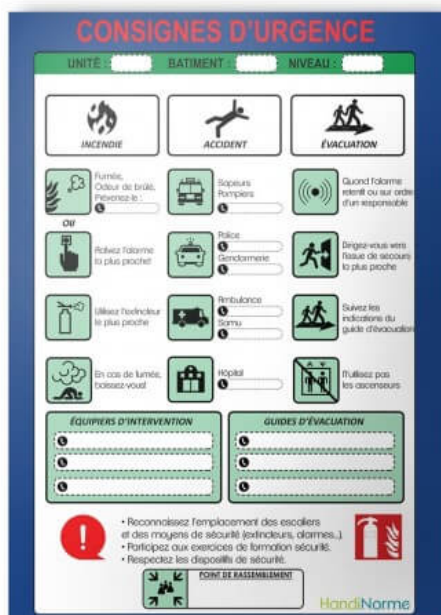 CONSIGNES D'URGENCE
UNITÉ :
BATIMENT :
NIVEAU :
INCENDIE
ACCIDENT
ÉVACUATION
Fumée,
Odeur de brûlé,
Prévenez-le :
OU
Activez l'alarme
la plus proche!
Utilisez l'extincteur
le plus proche
En cas de fumée,
baissez-vous!
Sapeurs
Pompiers
Police
Gendarmerie
Ambulance
Samu
Hôpital
Quand l'alarme
retentit ou sur ordre
d'un responsable
Dirigez-vous vers
l'issue de secours
la plus proche
Suivez les
indications du
guide d'évacuation
A V
N'utilisez pas
les ascenseurs
ÉQUIPIERS D'INTERVENTION
GUIDES D'ÉVACUATION
• Reconnaissez l'emplacement des escaliers
et des moyens de sécurité (extincteurs, alarmes..).
• Participez aux exercices de formation sécurité.
• Respectez les dispositifs de sécurité.
POINT DE RASSEMBLEMENT
HandiNorme